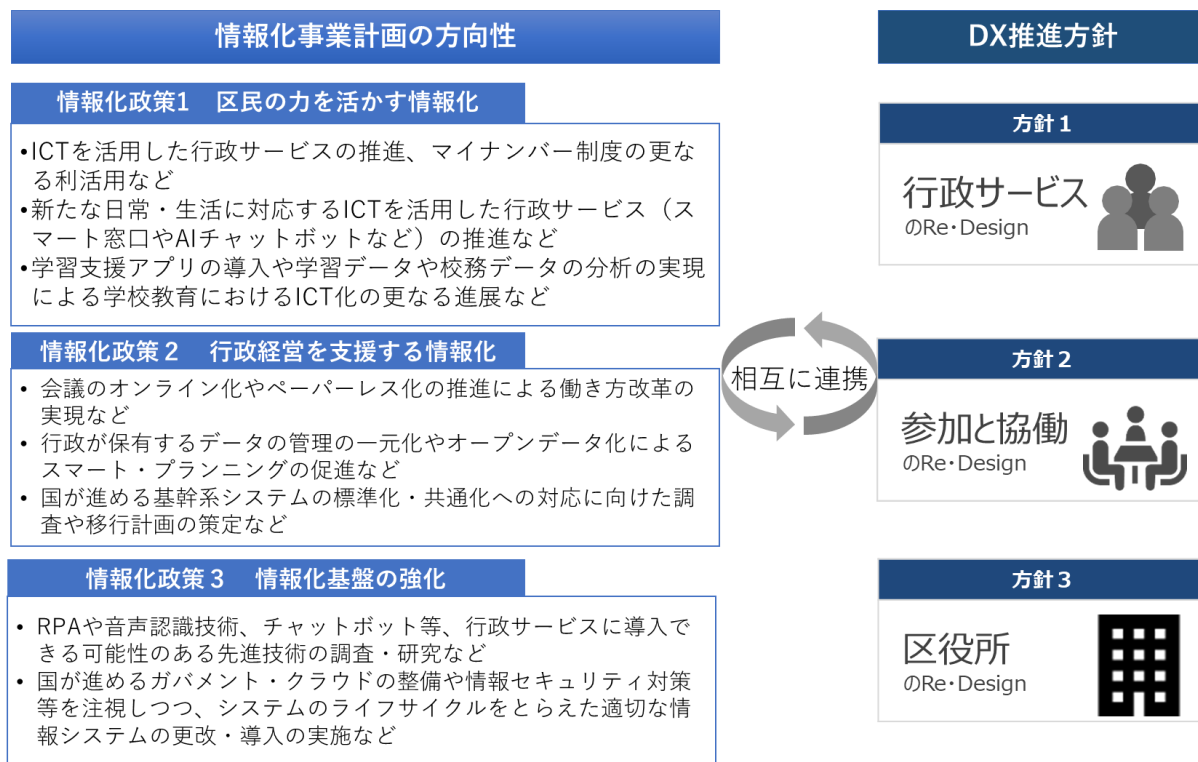 情報化事業計画の方向性
情報化政策1 区民の力を活かす情報化
•ICTを活用した行政サービスの推進、マイナンバー制度の更な
る利活用など
•新たな日常・生活に対応するICTを活用した行政サービス（ス
マート窓口やAIチャットボットなど）の推進など
•学習支援アプリの導入や学習データや校務データの分析の実現
による学校教育におけるICT化の更なる進展など
情報化政策２ 行政経営を支援する情報化
• 会議のオンライン化やペーパーレス化の推進による働き方改革の
実現など
• 行政が保有するデータの管理の一元化やオープンデータ化による
スマート・プランニングの促進など
• 国が進める基幹系システムの標準化・共通化への対応に向けた調
査や移行計画の策定など
情報化政策３ 情報化基盤の強化
• RPAや音声認識技術、チャットボット等、行政サービスに導入で
きる可能性のある先進技術の調査・研究など
• 国が進めるガバメント・クラウドの整備や情報セキュリティ対策
等を注視しつつ、システムのライフサイクルをとらえた適切な情
報システムの更改・導入の実施など
相互に連携
DX推進方針
方針１
行政サービス
のRe・Design
方針２
参加と協働
のRe・Design
方針３
区役所
のRe・Design